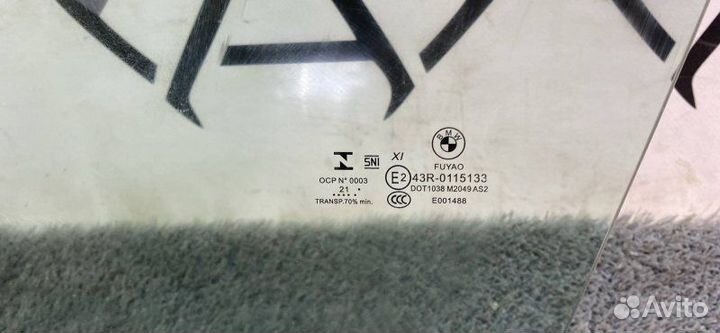 BMW
FUYAO
SNI XI
E2 43R-0115133
OCP N° 0003
21
DOT1038 M2049 AS2
TRANSP.70% min.
CCC
E001488
Avito